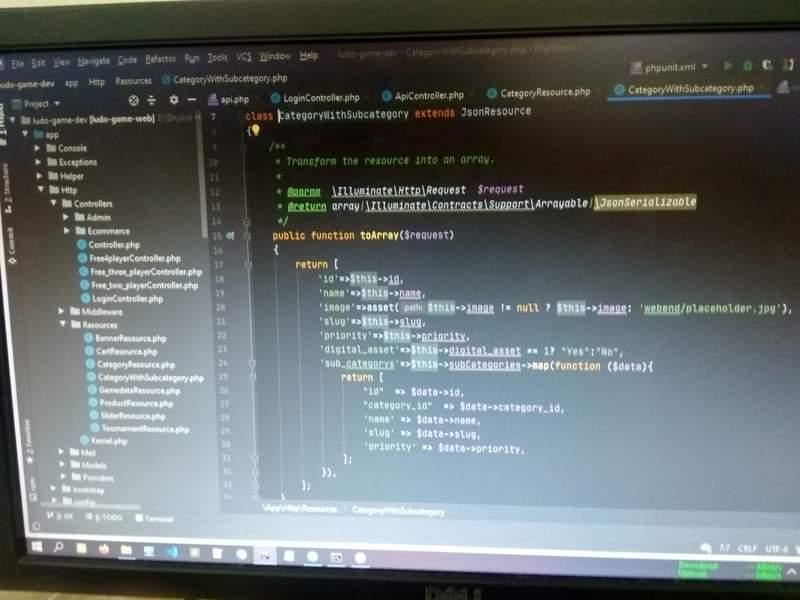 File Edit View Navigate Code Refactor Run Tools VCS Window Help ludo-game-dev - CategoryWithSubcategory.php - PhpStorm
ludo-game-dev app Http Resources CategoryWithSubcategory.php phpunit.xml
Project api.php LoginController.php ApiController.php CategoryResource.php CategoryWithSubcategory.php
ludo-game-dev [ludo-game-web]
app
Console
Exceptions
Helper
Http
Controllers
Admin
Ecommerce
Controller.php
Free4playerController.php
Free_three_playerController.php
Free_two_playerController.php
LoginController.php
Middleware
Resources
BannerResource.php
CartResource.php
CategoryResource.php
CategoryWithSubcategory.php
GamedataResource.php
ProductResource.php
SliderResource.php
TournamentResource.php
Kernel.php
Mail
Models
Providers
bootstrap
config
Structure
Commit
Favorites
npm
7 class CategoryWithSubcategory extends JsonResource
8 {
9 /**
10 * Transform the resource into an array.
11 *
12 * @param \Illuminate\Http\Request $request
13 * @return array|\Illuminate\Contracts\Support\Arrayable|\JsonSerializable
14 */
15 public function toArray($request)
16 {
17 return [
18 'id'=>$this->id,
19 'name'=>$this->name,
20 'image'=>asset( path: $this->image != null ? $this->image: 'webend/placeholder.jpg'),
21 'slug'=>$this->slug,
22 'priority'=>$this->priority,
23 'digital_asset'=>$this->digital_asset == 1? "Yes":"No",
24 'sub_categorys'=>$this->subCategories->map(function ($data){
25 return [
26 "id" => $data->id,
27 "category_id" => $data->category_id,
28 'name' => $data->name,
29 'slug' => $data->slug,
30 'priority' => $data->priority,
31 ];
32 }),
33 ];
\App\Http\Resources CategoryWithSubcategory
9: Git 6: TODO Terminal
7:7 CRLF UTF-8
Download:
Upload:
DELL